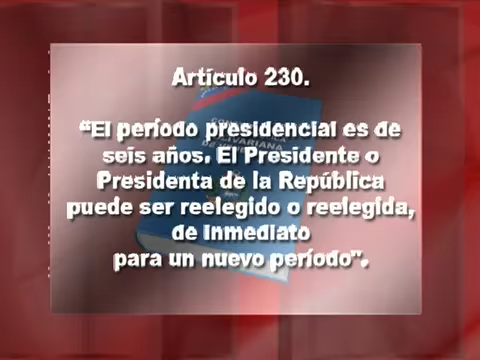 Artículo 230.
“El período presidencial es de
seis años. El Presidente o
Presidenta de la República
puede ser reelegido o reelegida,
de inmediato
para un nuevo período".